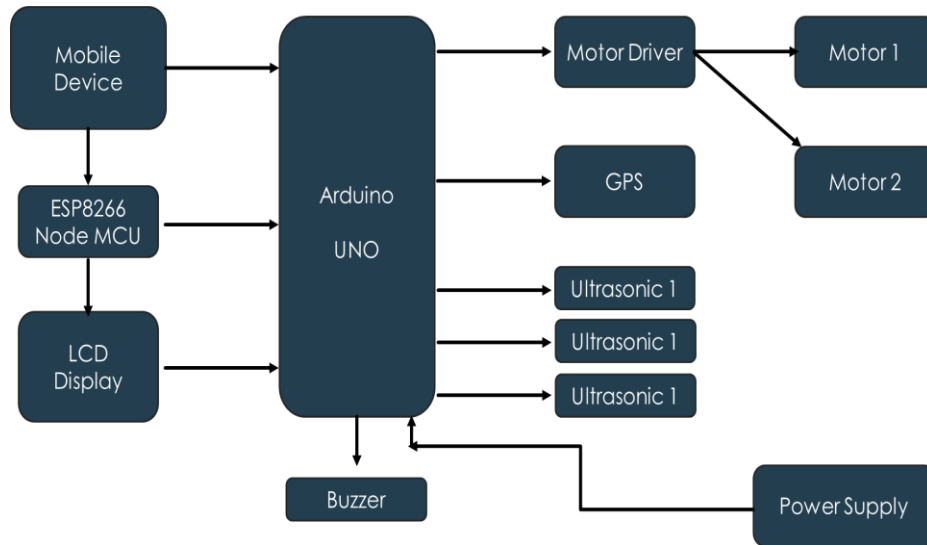 Mobile
Device
Motor Driver
Motor 1
ESP8266
Node MCU
Arduino
UNO
GPS
Motor 2
Ultrasonic 1
Ultrasonic 1
Ultrasonic 1
LCD
Display
Buzzer
Power Supply